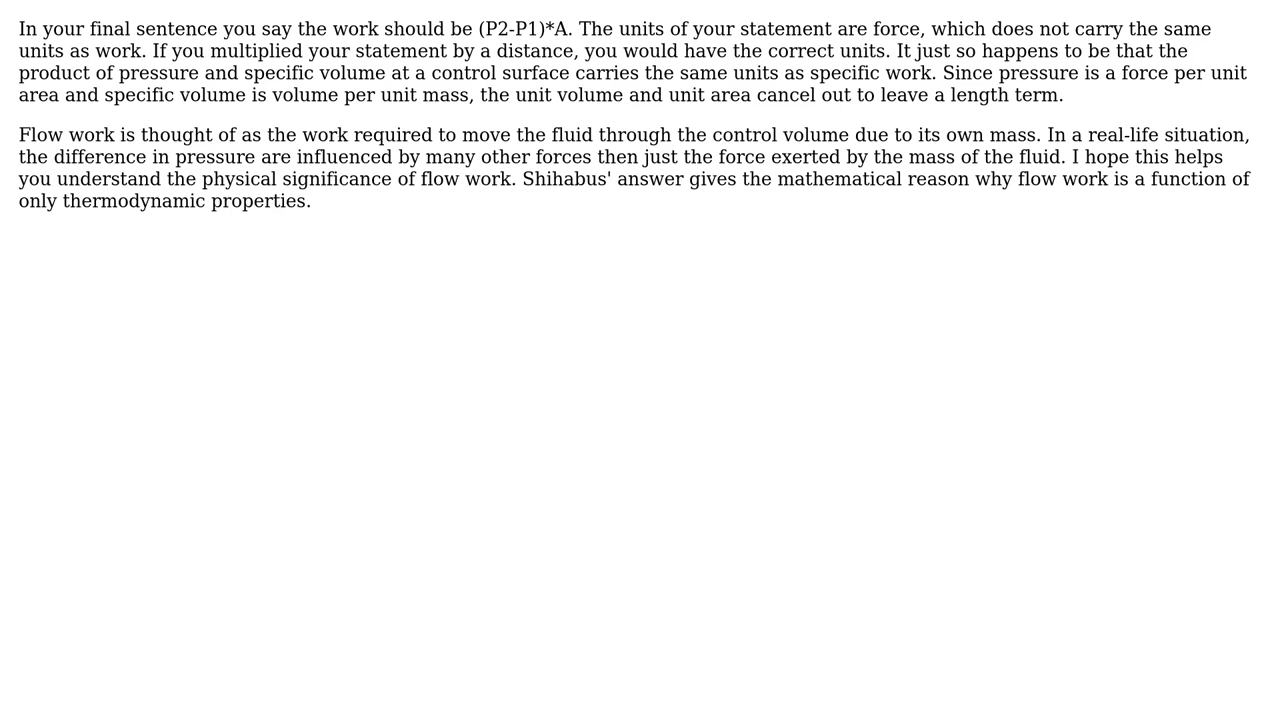 In your final sentence you say the work should be (P2-P1)*A. The units of your statement are force, which does not carry the same
units as work. If you multiplied your statement by a distance, you would have the correct units. It just so happens to be that the
product of pressure and specific volume at a control surface carries the same units as specific work. Since pressure is a force per unit
area and specific volume is volume per unit mass, the unit volume and unit area cancel out to leave a length term.
Flow work is thought of as the work required to move the fluid through the control volume due to its own mass. In a real-life situation,
the difference in pressure are influenced by many other forces then just the force exerted by the mass of the fluid. I hope this helps
you understand the physical significance of flow work. Shihabus' answer gives the mathematical reason why flow work is a function of
only thermodynamic properties.